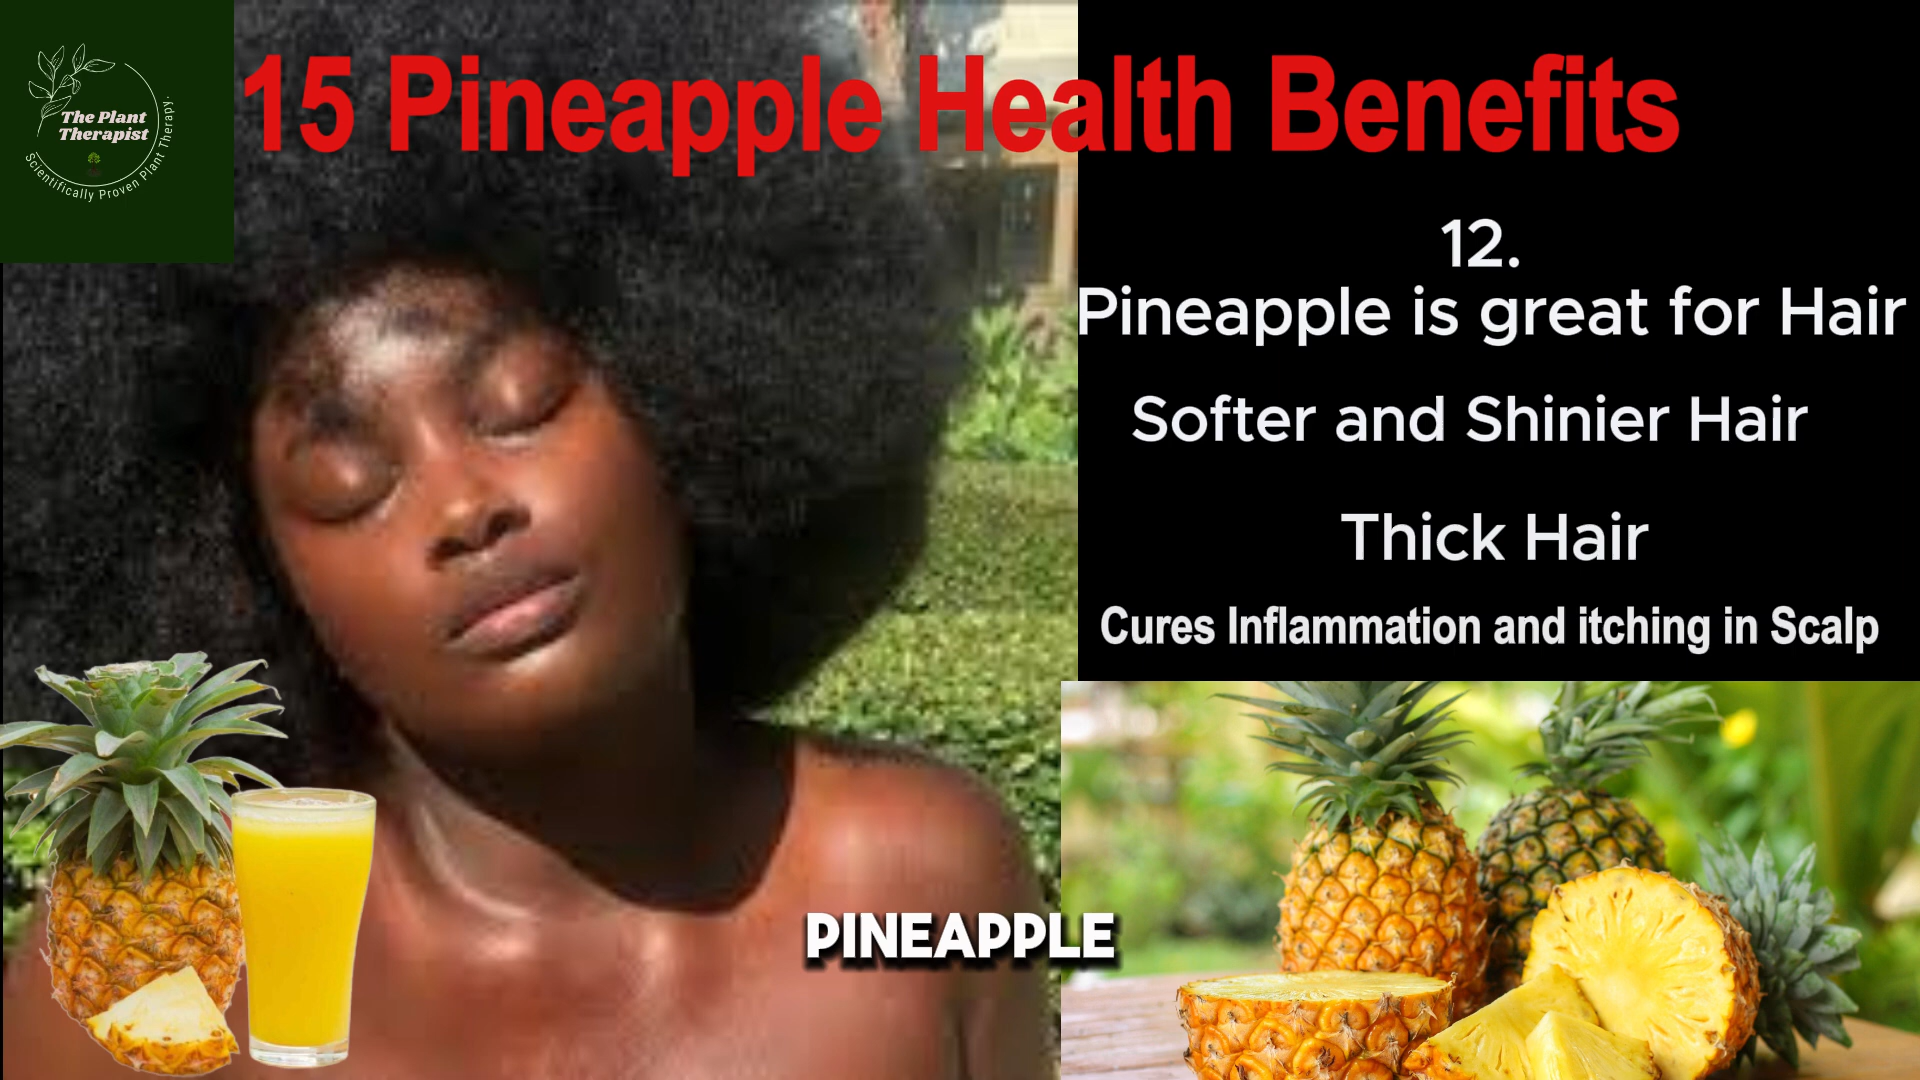 The Plant
Therapist
Scientifically Proven Plant Therapy.
15 Pineapple Health Benefits
12.
Pineapple is great for Hair
Softer and Shinier Hair
Thick Hair
Cures Inflammation and itching in Scalp
PINEAPPLE